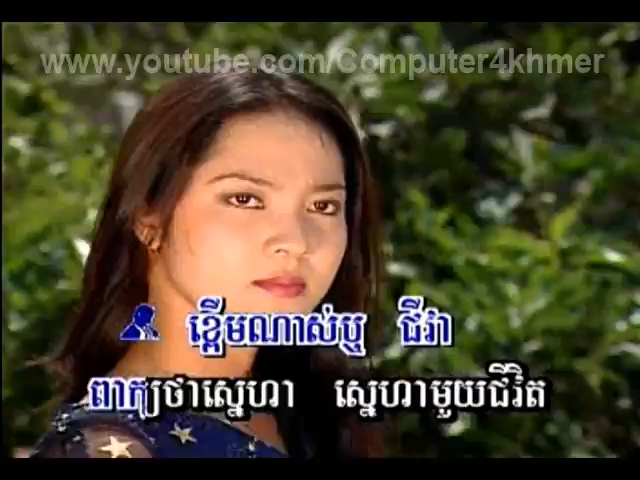 www.youtube.com/Computer4khmer
ខ្ពើមណាស់ឬ ជីវ៉ា
ពាក្យថាស្នេហា ស្នេហាមួយជីវិត